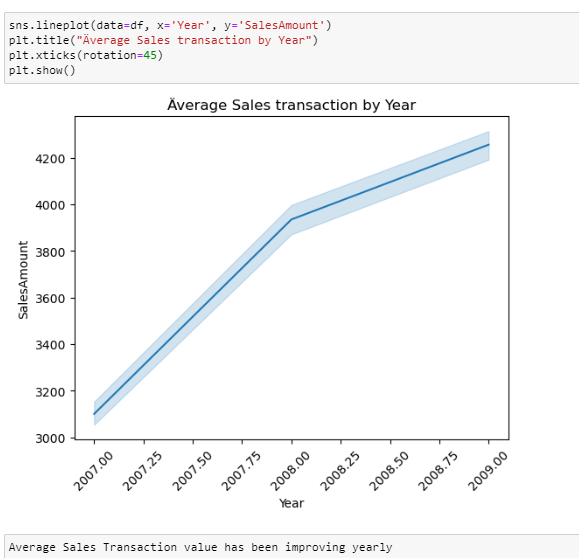 sns.lineplot(data=df, x='Year', y='SalesAmount')
plt.title("Äverage Sales transaction by Year")
plt.xticks(rotation=45)
plt.show()
Äverage Sales transaction by Year
4200
4000
3800
3600
3400
3200
3000
SalesAmount
2007.00
2007.25
2007.50
2007.75
2008.00
2008.25
2008.50
2008.75
2009.00
Year
Average Sales Transaction value has been improving yearly